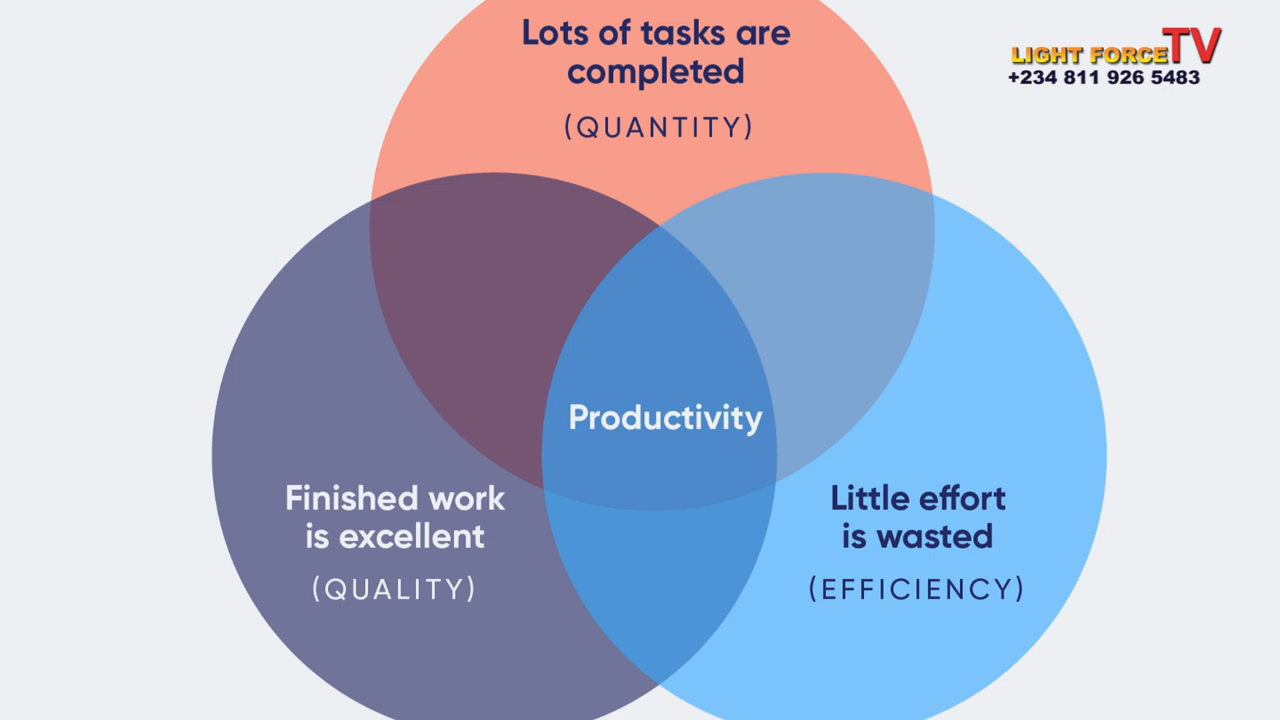 Lots of tasks are
completed
(QUANTITY)
LIGHT FORCE TV
+234 811 926 5483
Productivity
Finished work
is excellent
(QUALITY)
Little effort
is wasted
(EFFICIENCY)